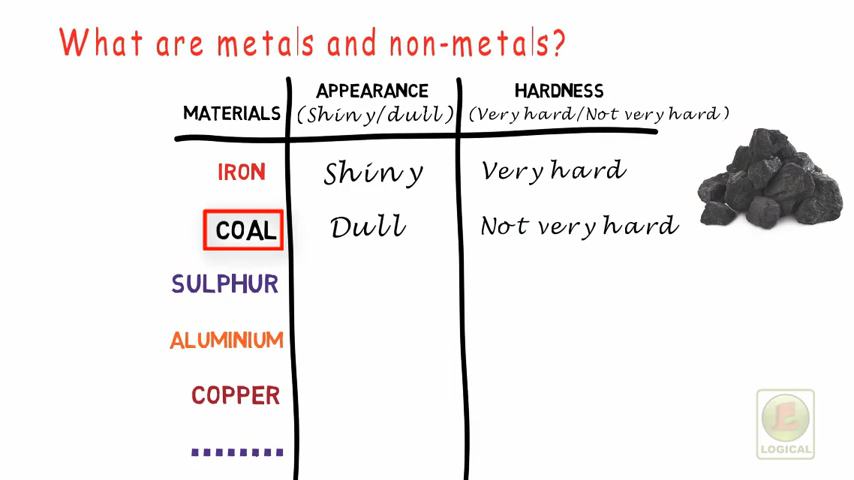 What are metals and non-metals?
MATERIALS APPEARANCE (Shiny/dull) HARDNESS (Very hard/Not very hard)
IRON Shiny Very hard
COAL Dull Not very hard
SULPHUR
ALUMINIUM
COPPER
.........
L
LOGICAL